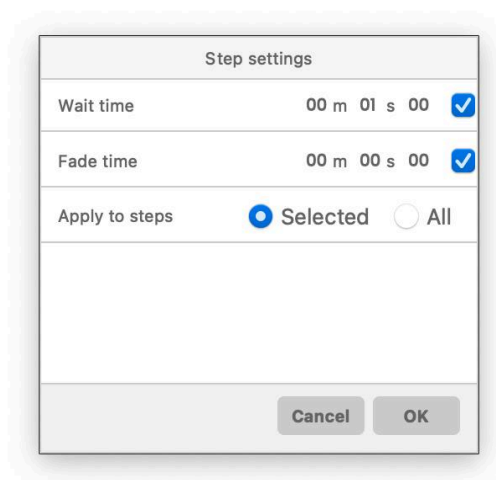 Step settings
Wait time 00 m 01 s 00
Fade time 00 m 00 s 00
Apply to steps Selected All
Cancel OK